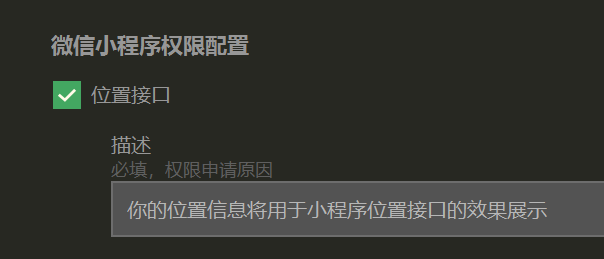 微信小程序权限配置
位置接口
描述
必填，权限申请原因
你的位置信息将用于小程序位置接口的效果展示